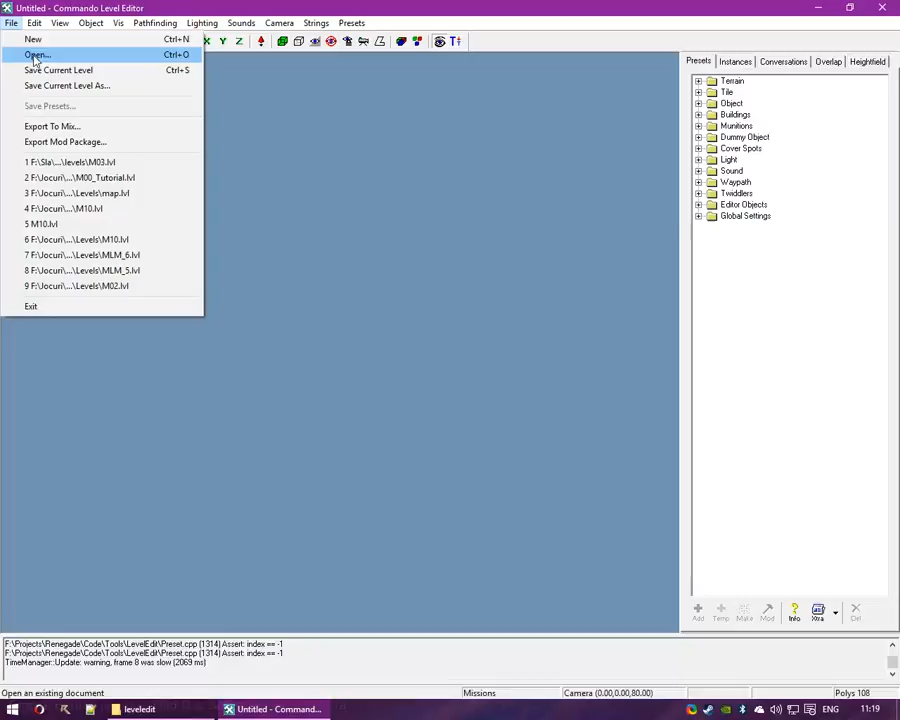 Untitled - Commando Level Editor
File Edit View Object Vis Pathfinding Lighting Sounds Camera Strings Presets
New Ctrl+N
Open... Ctrl+O
Save Current Level Ctrl+S
Save Current Level As...
Save Presets...
Export To Mix...
Export Mod Package...
1 F:\Sla\...\levels\M03.lvl
2 F:\Jocuri\...\M00_Tutorial.lvl
3 F:\Jocuri\...\Levels\map.lvl
4 F:\Jocuri\...\M10.lvl
5 M10.lvl
6 F:\Jocuri\...\Levels\M10.lvl
7 F:\Jocuri\...\Levels\MLM_6.lvl
8 F:\Jocuri\...\Levels\MLM_5.lvl
9 F:\Jocuri\...\Levels\M02.lvl
Exit
X Y Z
Presets Instances Conversations Overlap Heightfield
Terrain
Tile
Object
Buildings
Munitions
Dummy Object
Cover Spots
Light
Sound
Waypath
Twiddlers
Editor Objects
Global Settings
Add Temp Make Mod Info Xtra Del
F:\Projects\Renegade\Code\Tools\LevelEdit\Preset.cpp (1314) Assert: index == -1
F:\Projects\Renegade\Code\Tools\LevelEdit\Preset.cpp (1314) Assert: index == -1
TimeManager::Update: warning, frame 8 was slow (2069 ms)
Open an existing document Missions Camera (0.00,0.00,80.00) Polys 108
leveledit Untitled - Command... ENG 11:19